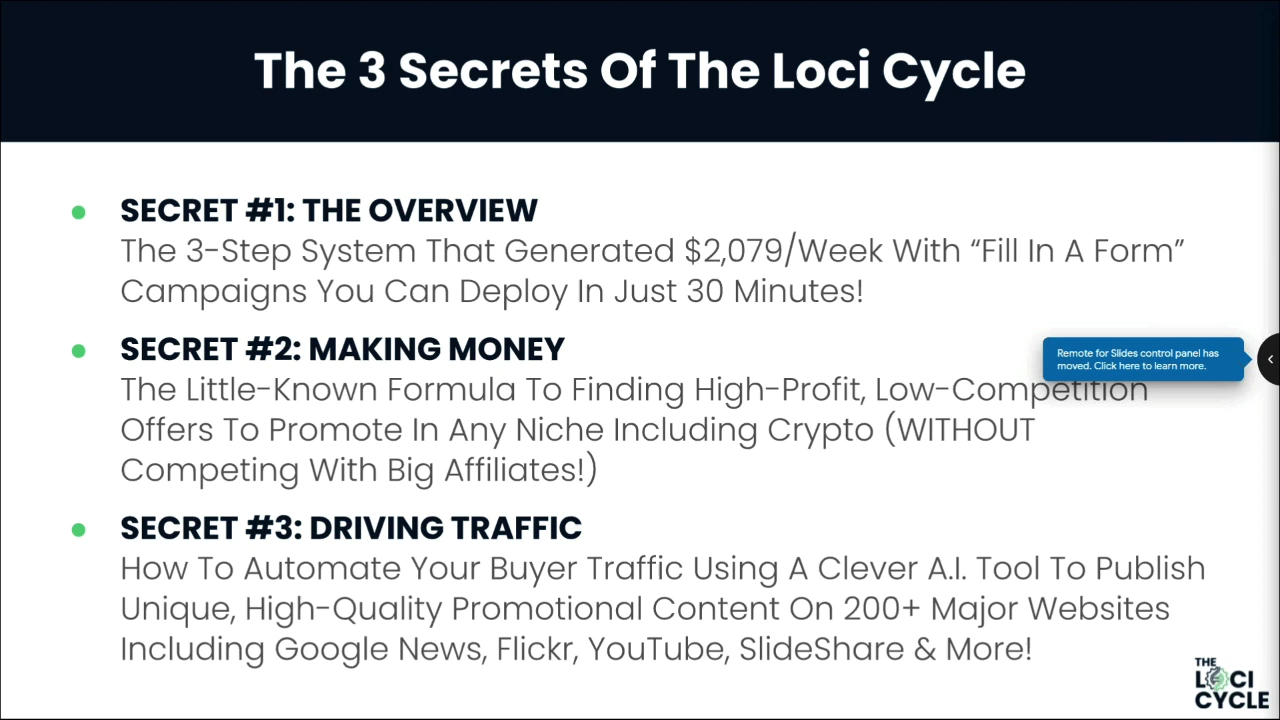 The 3 Secrets Of The Loci Cycle
SECRET #1: THE OVERVIEW
The 3-Step System That Generated $2,079/Week With “Fill In A Form”
Campaigns You Can Deploy In Just 30 Minutes!
SECRET #2: MAKING MONEY
Remote for Slides control panel has
moved. Click here to learn more.
The Little-Known Formula To Finding High-Profit, Low-Competition
Offers To Promote In Any Niche Including Crypto (WITHOUT
Competing With Big Affiliates!)
SECRET #3: DRIVING TRAFFIC
How To Automate Your Buyer Traffic Using A Clever A.I. Tool To Publish
Unique, High-Quality Promotional Content On 200+ Major Websites
Including Google News, Flickr, YouTube, SlideShare & More!
THE
LOCI
CYCLE